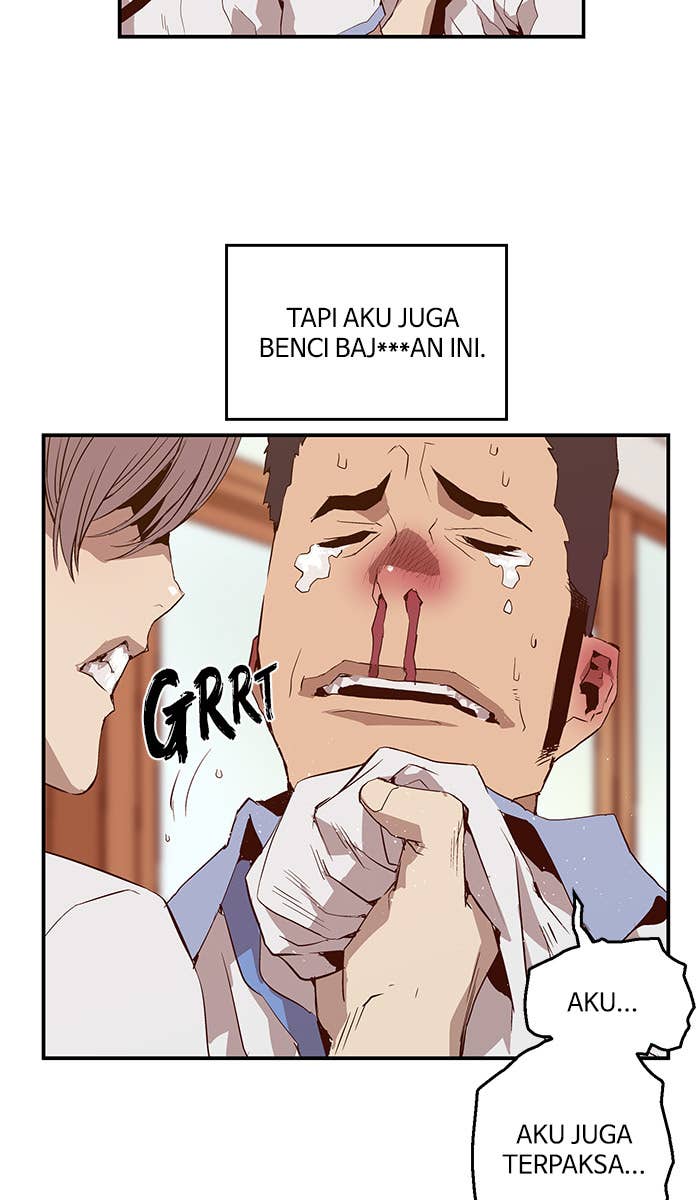 TAPI AKU JUGA
BENCI BAJ***AN INI.
GRRT
AKU...
AKU JUGA
TERPAKSA...